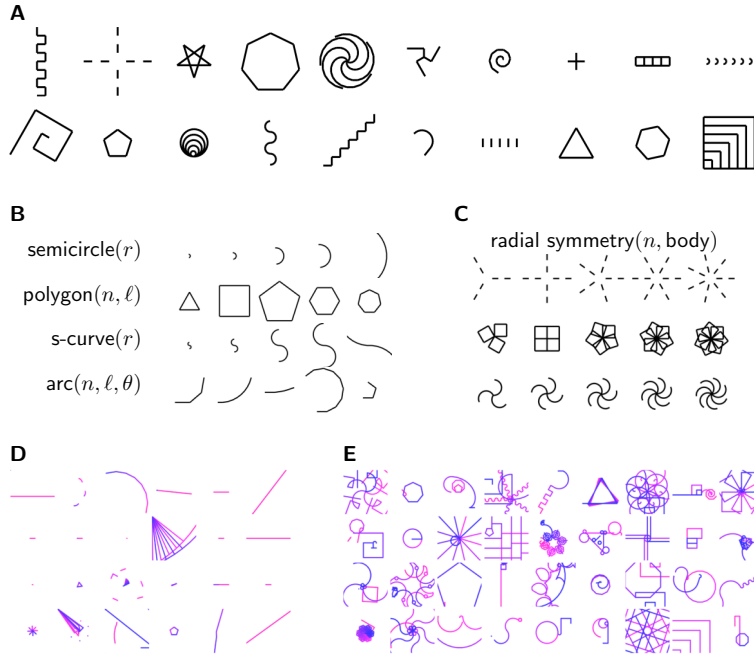 A
B
semicircle(r)
polygon(n, ℓ)
s-curve(r)
arc(n, ℓ, θ)
C
radial symmetry(n, body)
D
E